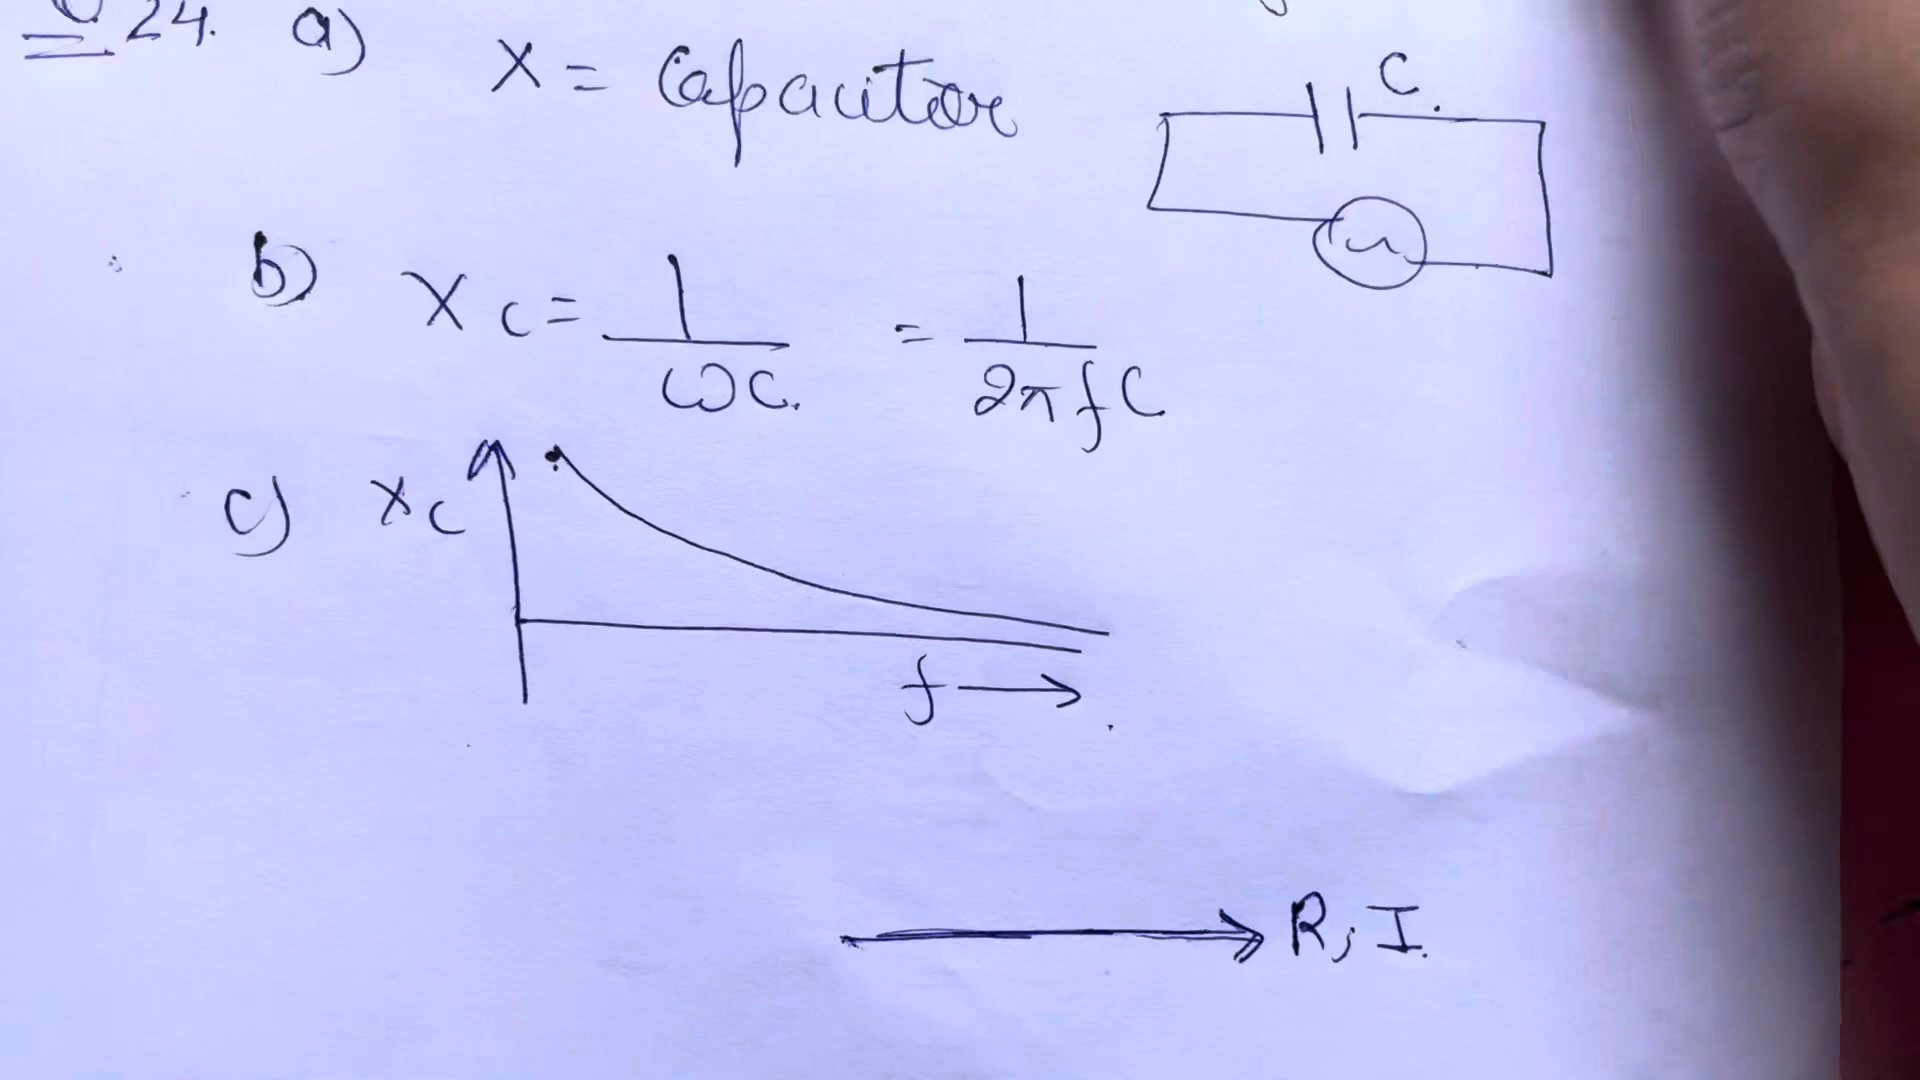 24. a) X = Capacitor
C.
b) Xc = 1/ωC. = 1/2πfC
c) Xc
f →
R, I.